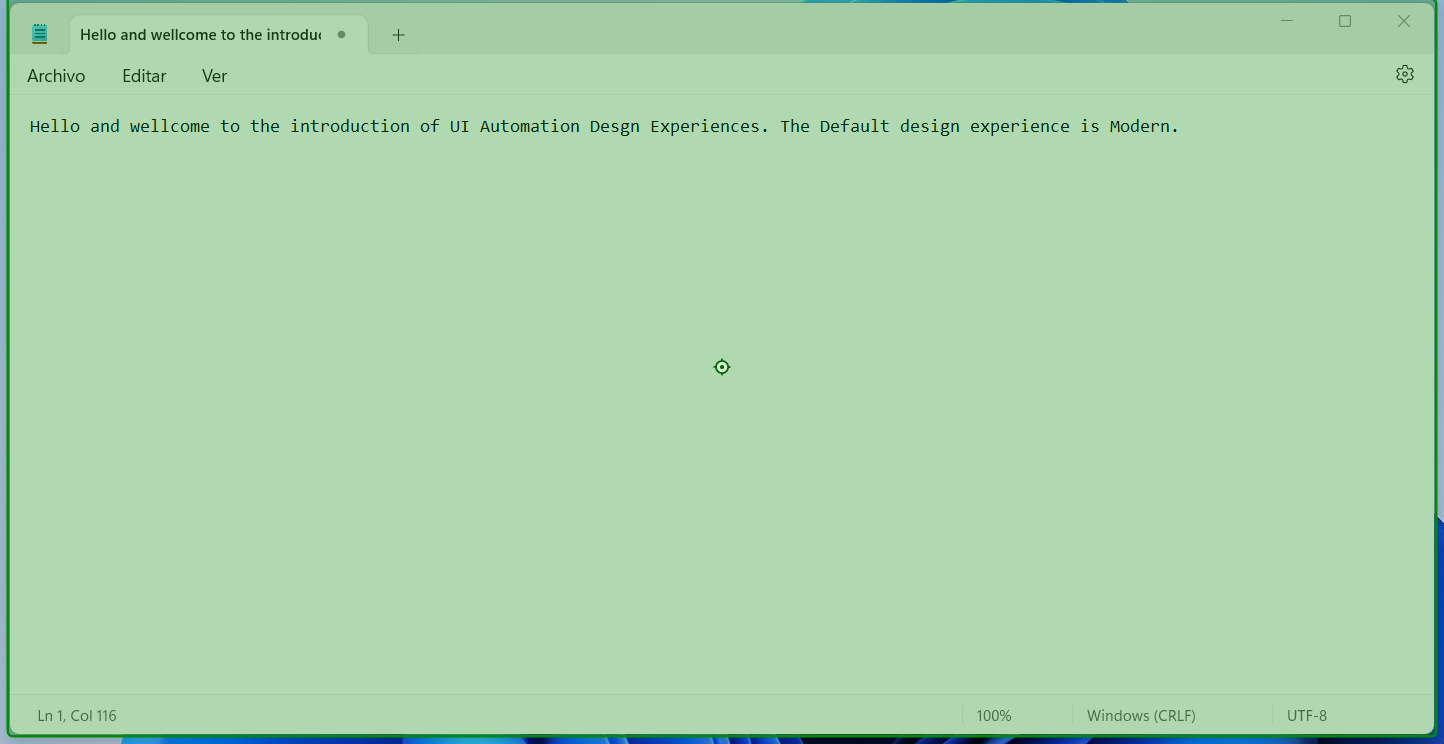 Hello and wellcome to the introduc
Archivo Editar Ver
Hello and wellcome to the introduction of UI Automation Desgn Experiences. The Default design experience is Modern.
Ln 1, Col 116 100% Windows (CRLF) UTF-8